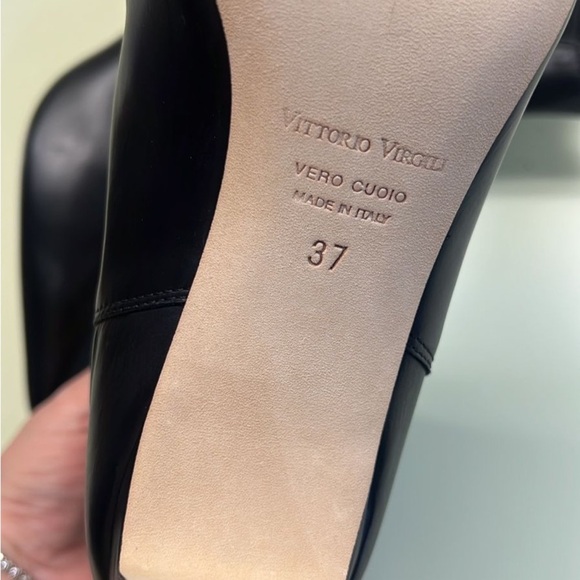 VITTORIO VIRGILI
VERO CUOIO
MADE IN ITALY
37